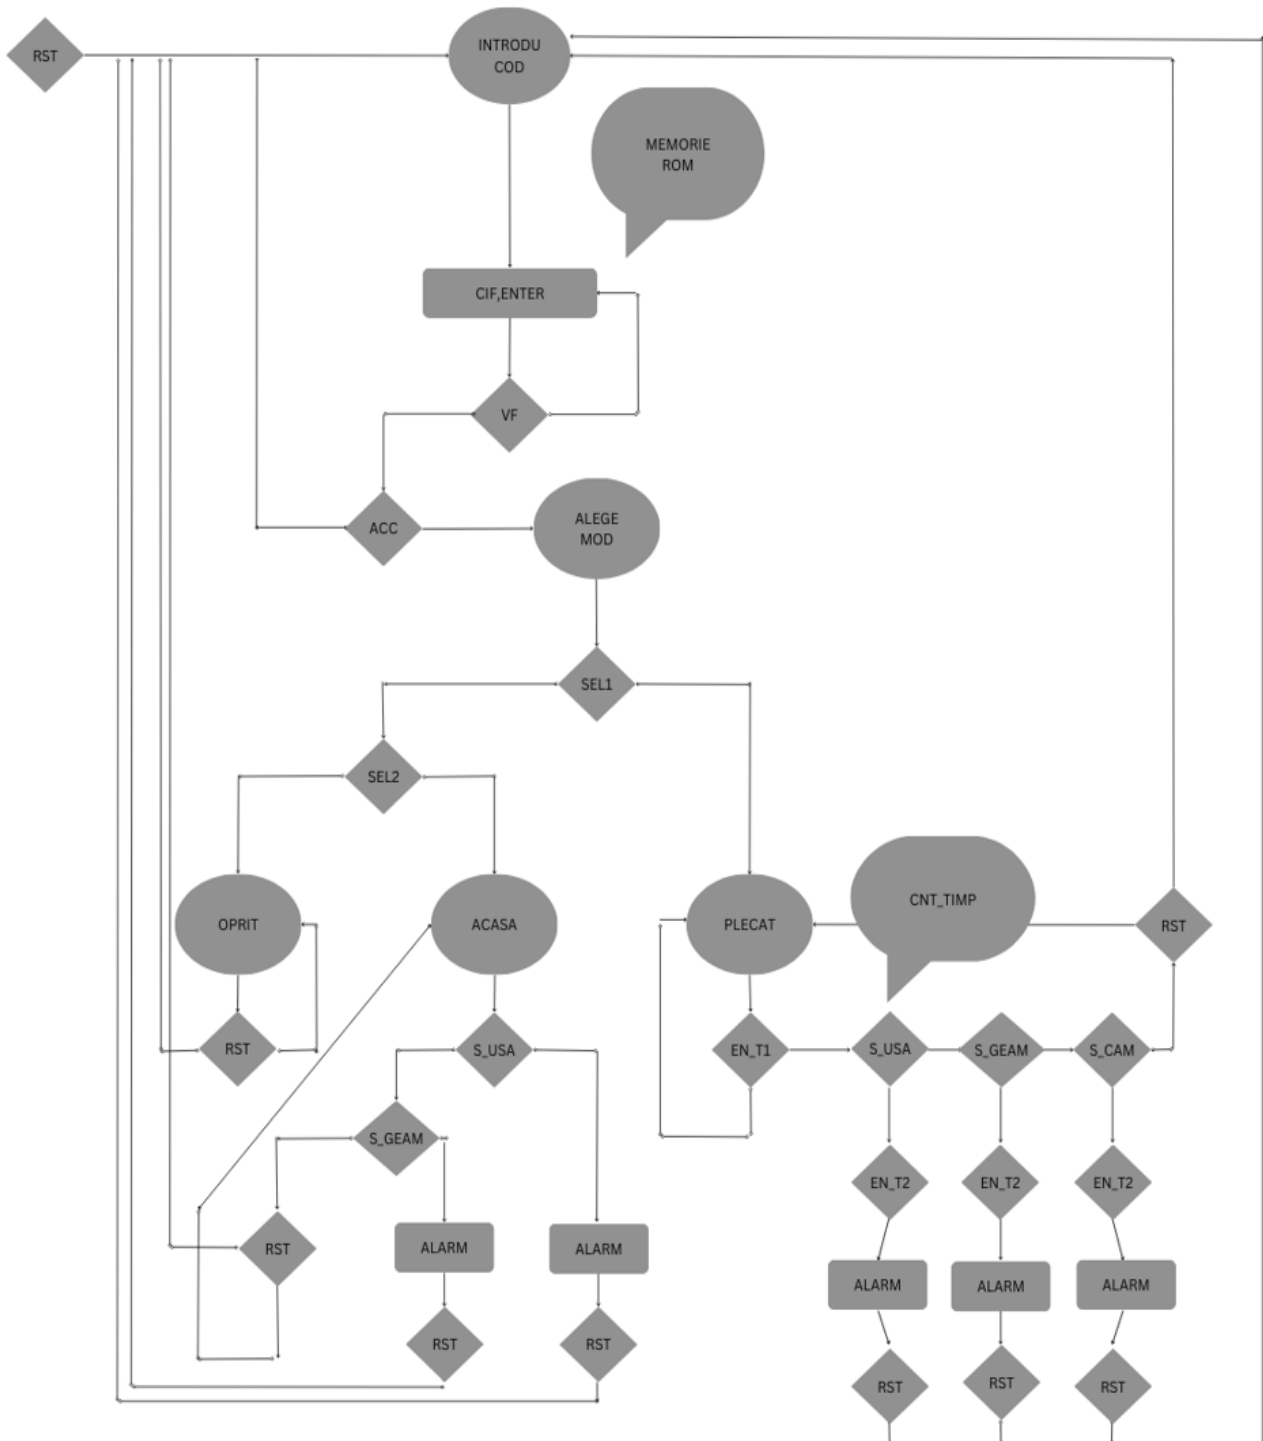 RST
INTRODU
COD
MEMORIE
ROM
CIF,ENTER
VF
ACC
ALEGE
MOD
SEL1
SEL2
OPRIT
ACASA
PLECAT
CNT_TIMP
RST
RST
S_USA
EN_T1
S_USA
S_GEAM
S_CAM
S_GEAM
EN_T2
EN_T2
EN_T2
RST
ALARM
ALARM
ALARM
ALARM
ALARM
RST
RST
RST
RST
RST